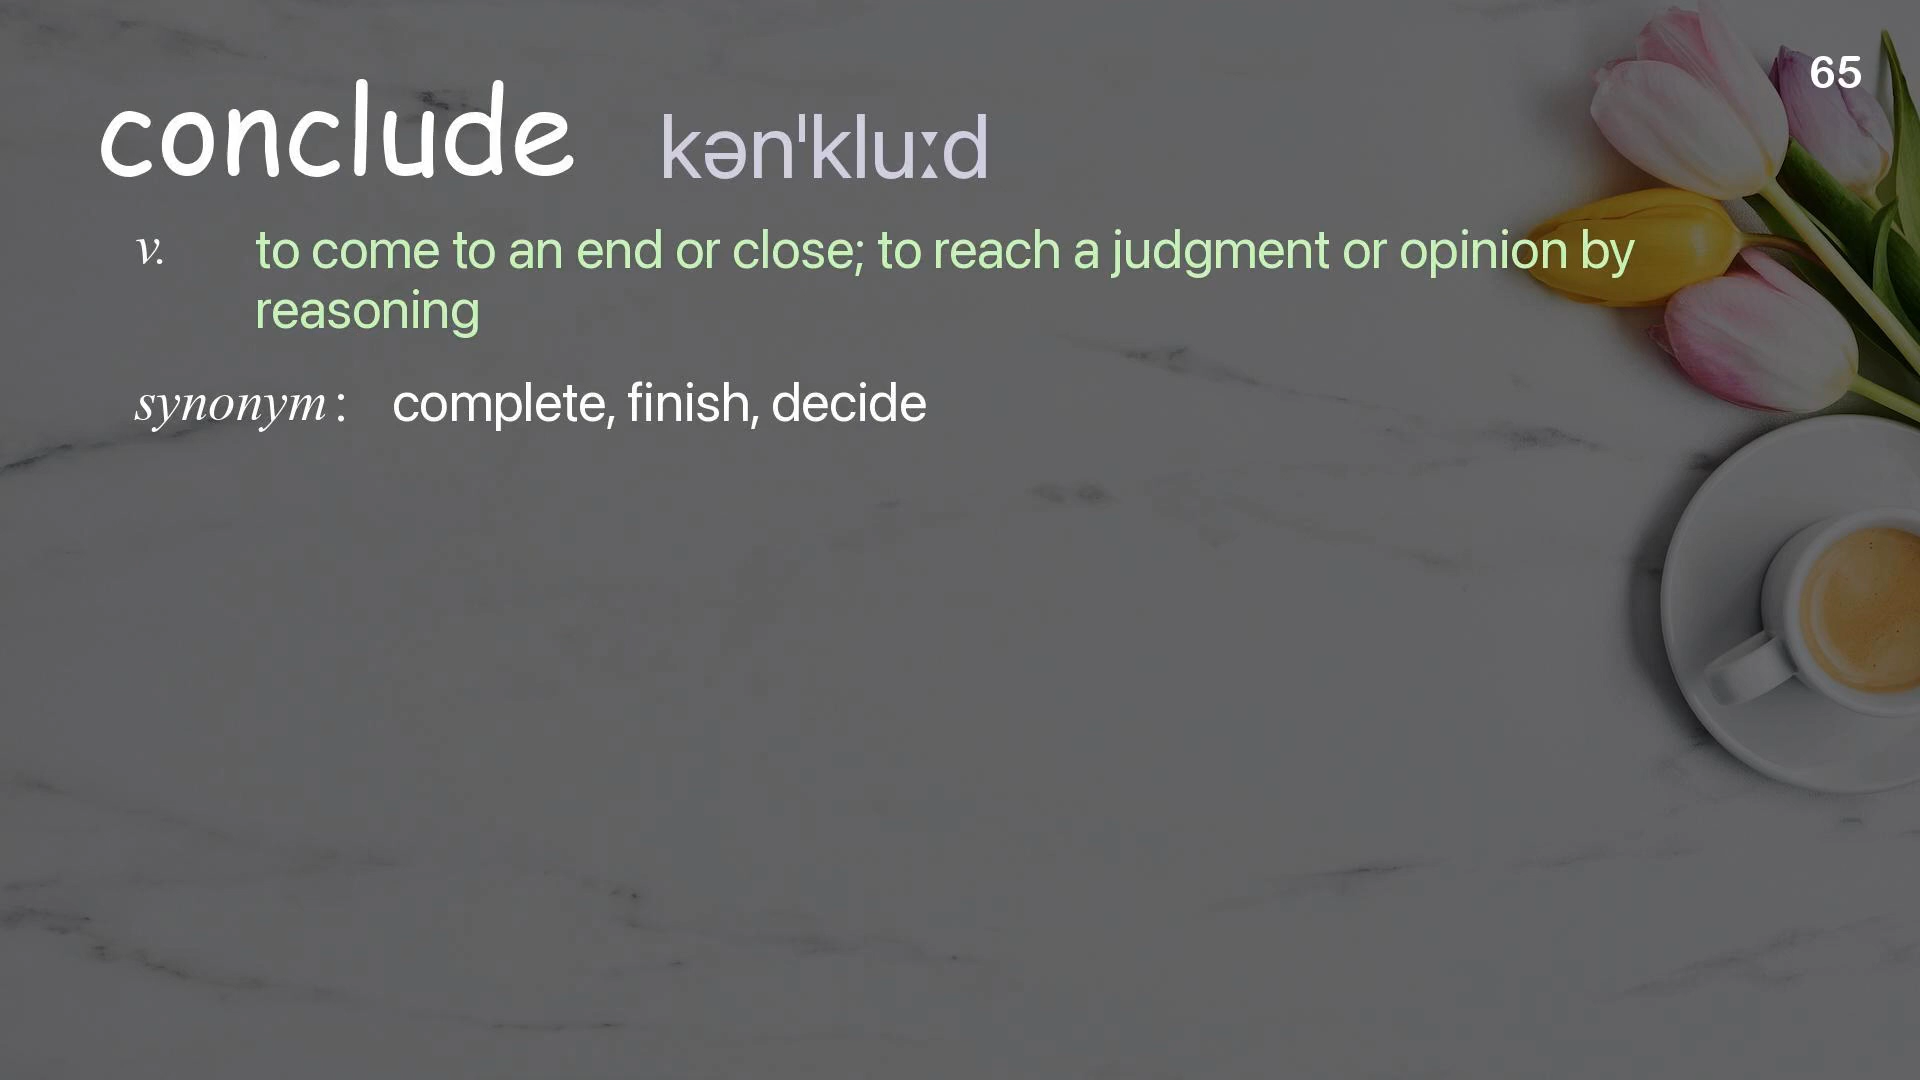 65
conclude kən'kluːd
v. to come to an end or close; to reach a judgment or opinion by
reasoning
synonym : complete, finish, decide